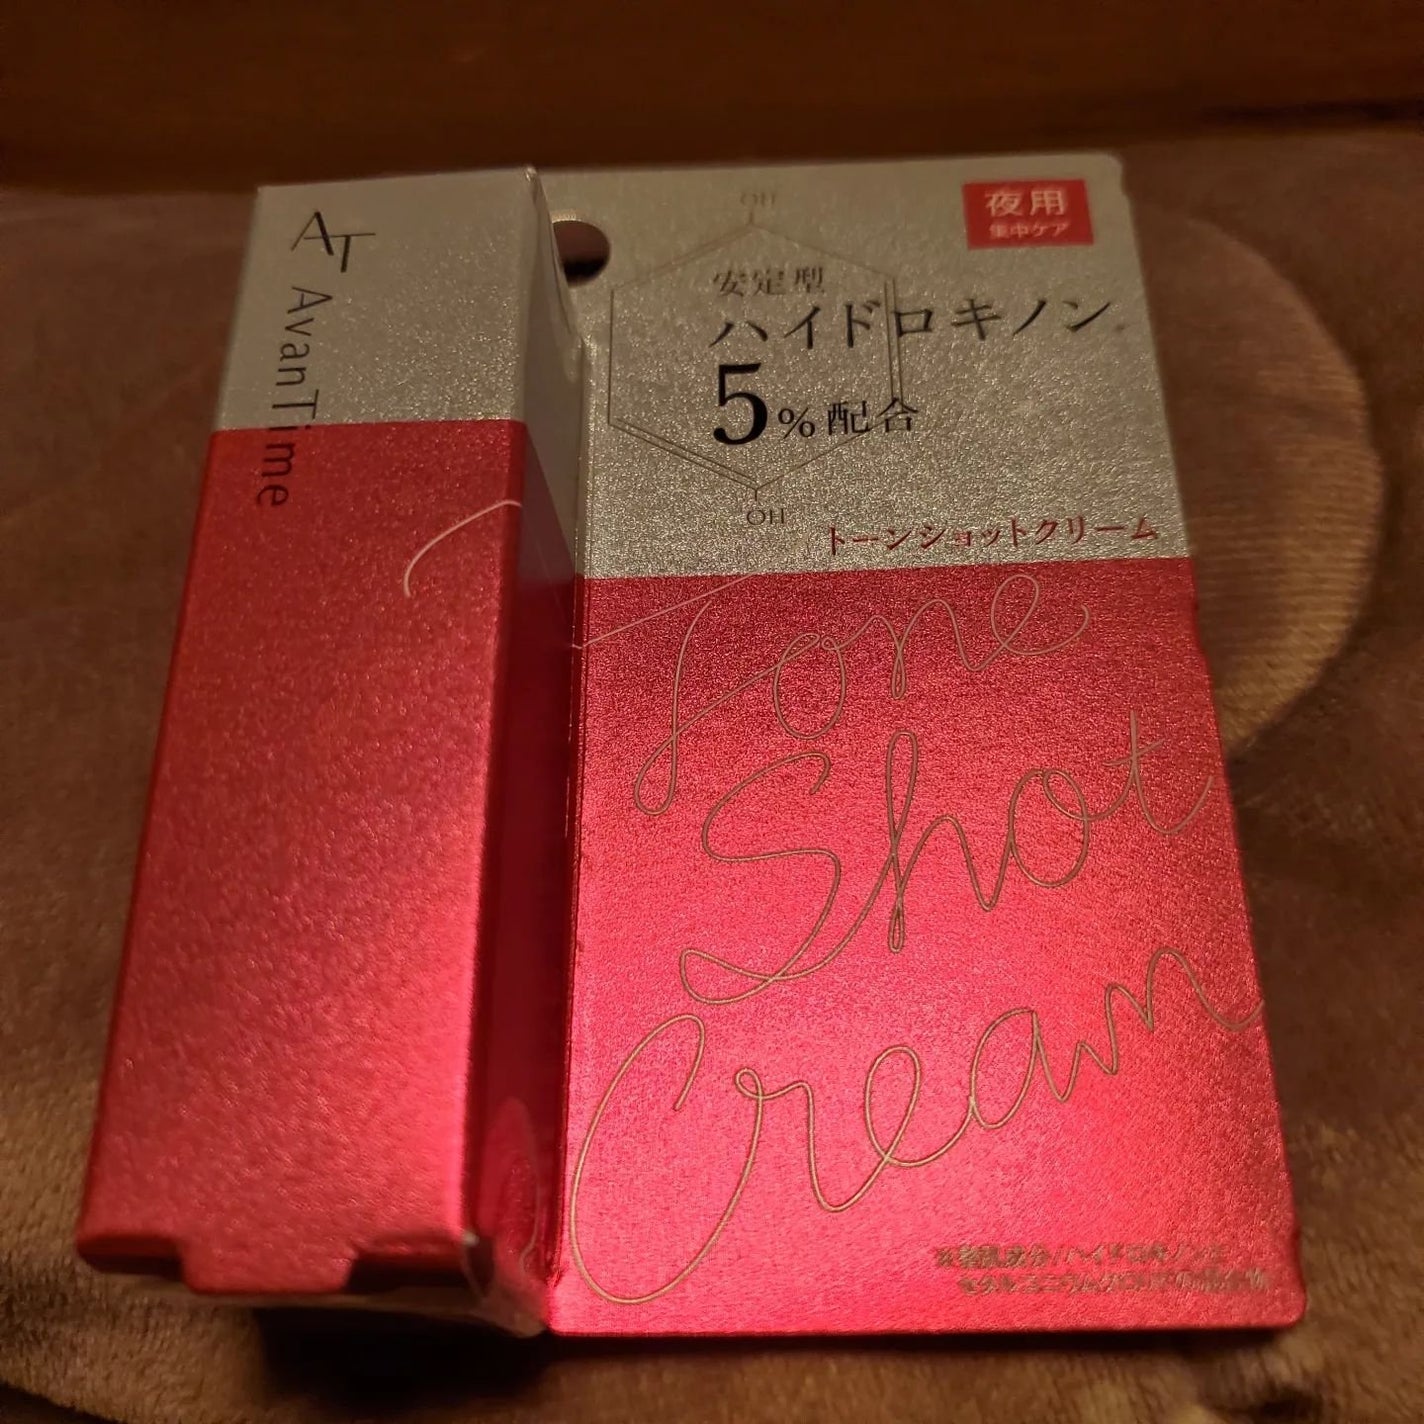 AT
AvanTime
夜用
集中ケア
OH
安定型
ハイドロキノン
5%配合
OH
トーンショットクリーム
Tone
Shot
Cream